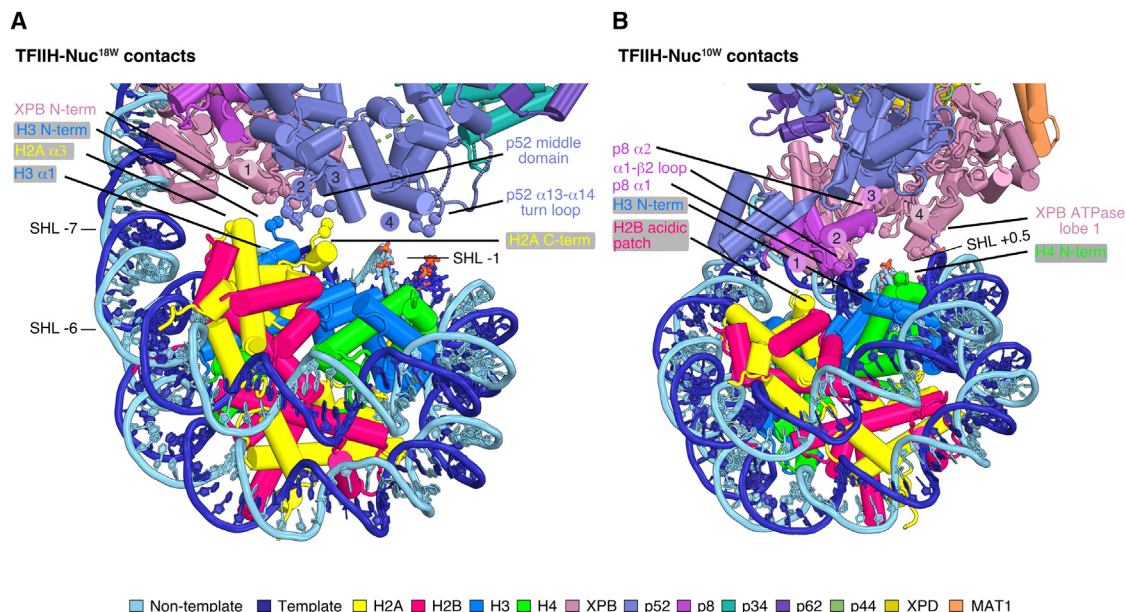 A
TFIIH-Nuc18W contacts
XPB N-term
H3 N-term
H2A α3
H3 α1
1
2
3
4
p52 middle
domain
p52 α13-α14
turn loop
H2A C-term
SHL -7
SHL -1
SHL -6
B
TFIIH-Nuc10W contacts
p8 α2
α1-β2 loop
p8 α1
H3 N-term
H2B acidic
patch
3
4
2
1
XPB ATPase
lobe 1
SHL +0.5
H4 N-term
Non-template Template H2A H2B H3 H4 XPB p52 p8 p34 p62 p44 XPD MAT1